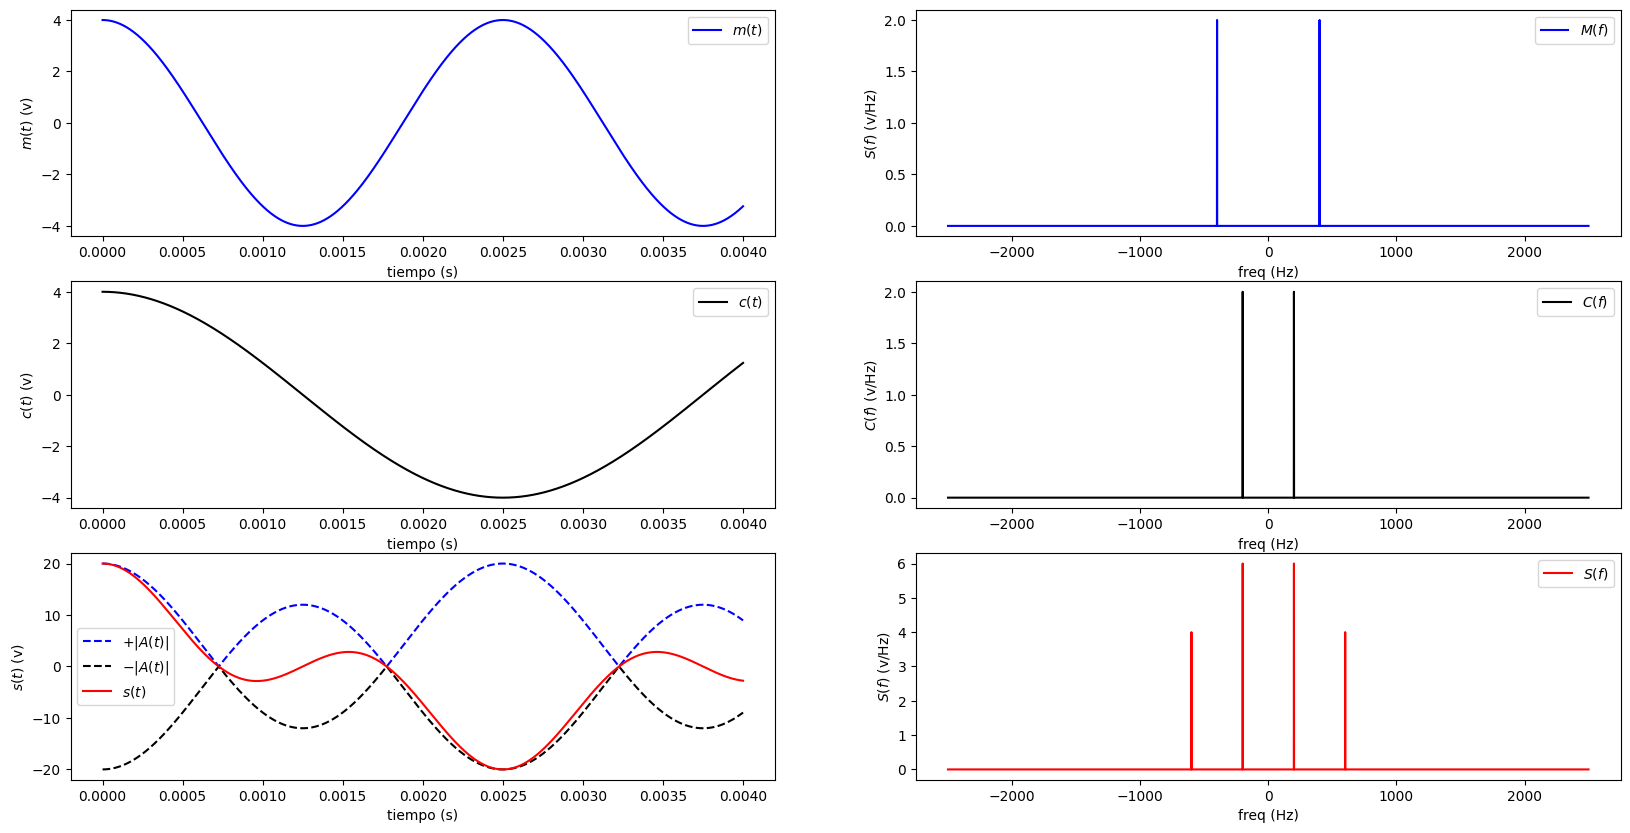 4
2
0
−2
−4
m(t) (v)
m(t)
0.0000 0.0005 0.0010 0.0015 0.0020 0.0025 0.0030 0.0035 0.0040
tiempo (s)
2.0
1.5
1.0
0.5
0.0
S(f) (v/Hz)
M(f)
−2000 −1000 0 1000 2000
freq (Hz)
4
2
0
−2
−4
c(t) (v)
c(t)
0.0000 0.0005 0.0010 0.0015 0.0020 0.0025 0.0030 0.0035 0.0040
tiempo (s)
2.0
1.5
1.0
0.5
0.0
C(f) (v/Hz)
C(f)
−2000 −1000 0 1000 2000
freq (Hz)
20
10
0
−10
−20
s(t) (v)
+|A(t)|
−|A(t)|
s(t)
0.0000 0.0005 0.0010 0.0015 0.0020 0.0025 0.0030 0.0035 0.0040
tiempo (s)
6
5
4
3
2
1
0
S(f) (v/Hz)
S(f)
−2000 −1000 0 1000 2000
freq (Hz)